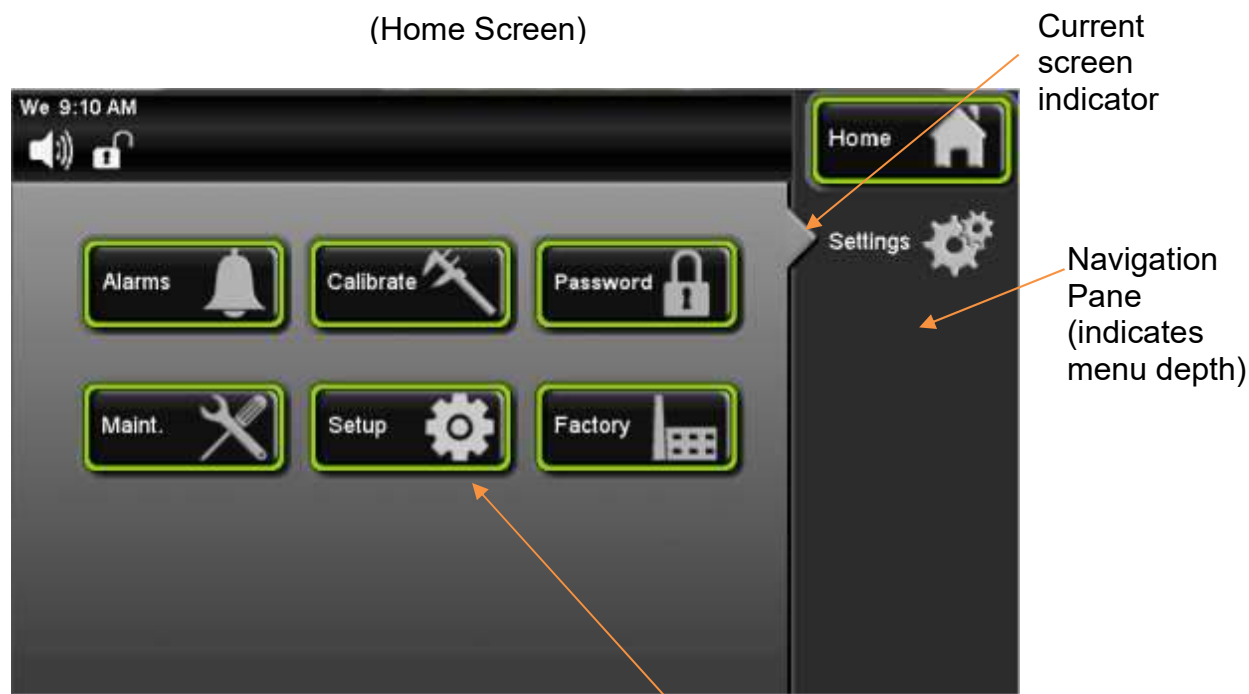 (Home Screen)
Current
screen
indicator
We 9:10 AM
Home
Settings
Alarms
Calibrate
Password
Navigation
Pane
(indicates
menu depth)
Maint.
Setup
Factory